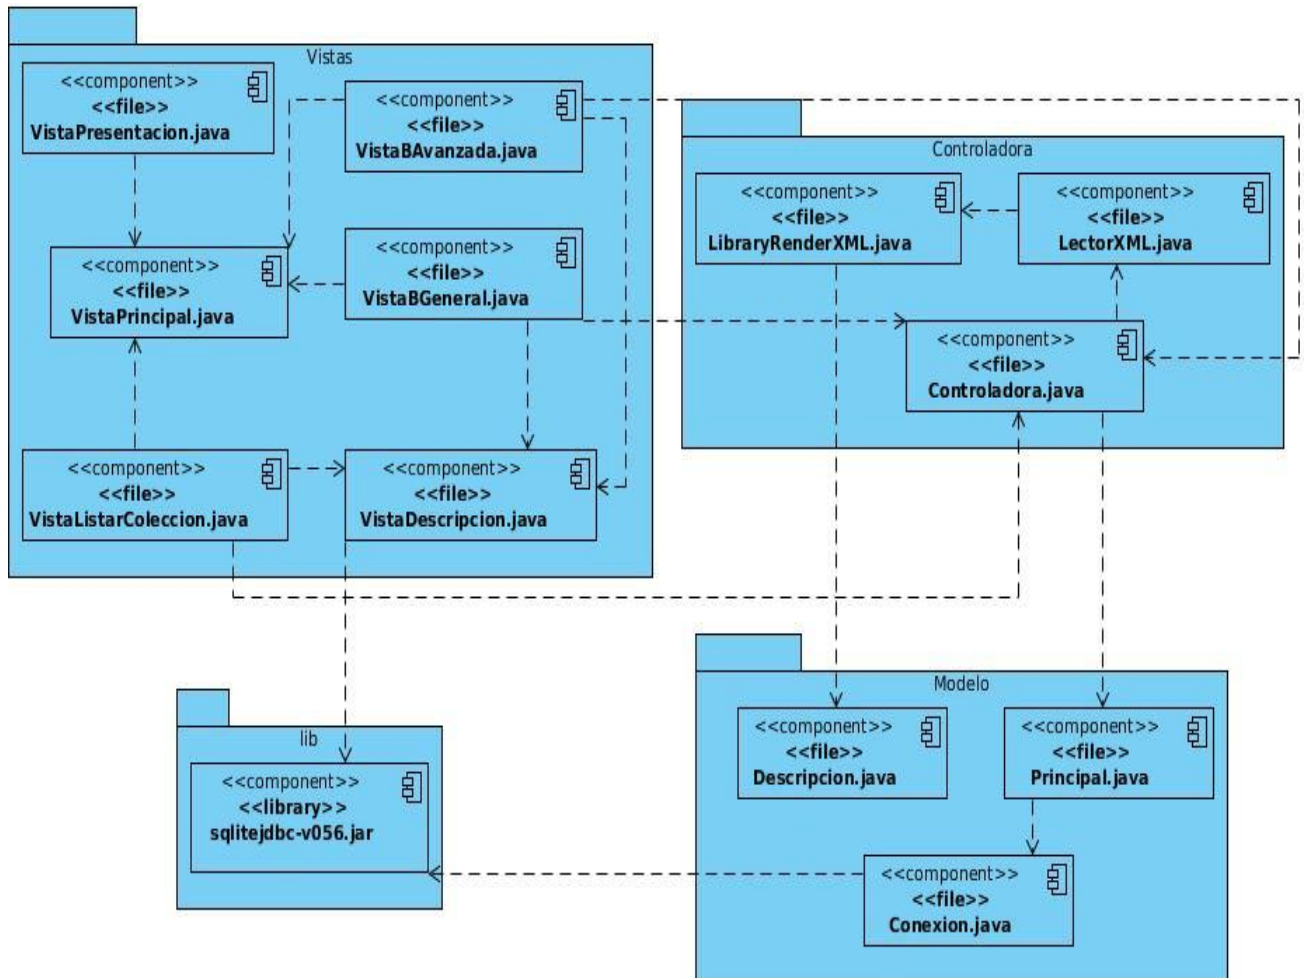 Vistas
<<component>>
<<file>>
VistaPresentacion.java
<<component>>
<<file>>
VistaBAvanzada.java
<<component>>
<<file>>
VistaPrincipal.java
<<component>>
<<file>>
VistaBGeneral.java
<<component>>
<<file>>
VistaListarColeccion.java
<<component>>
<<file>>
VistaDescripcion.java
Controladora
<<component>>
<<file>>
LibraryRenderXML.java
<<component>>
<<file>>
LectorXML.java
<<component>>
<<file>>
Controladora.java
lib
<<component>>
<<library>>
sqlitejdbc-v056.jar
Modelo
<<component>>
<<file>>
Descripcion.java
<<component>>
<<file>>
Principal.java
<<component>>
<<file>>
Conexion.java